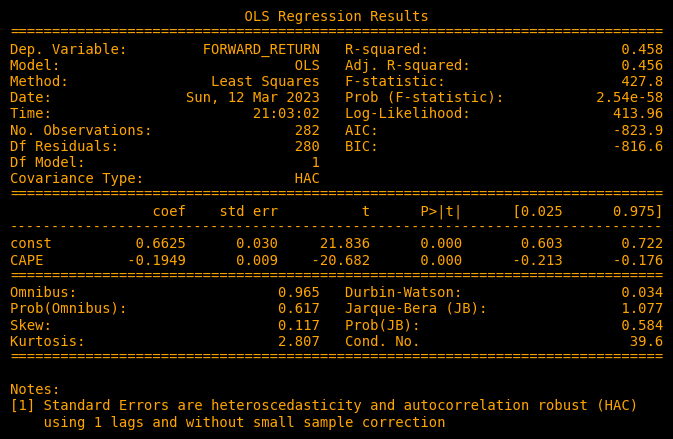 OLS Regression Results
==============================================================================
Dep. Variable:         FORWARD_RETURN   R-squared:                       0.458
Model:                            OLS   Adj. R-squared:                  0.456
Method:                 Least Squares   F-statistic:                     427.8
Date:                Sun, 12 Mar 2023   Prob (F-statistic):           2.54e-58
Time:                        21:03:02   Log-Likelihood:                 413.96
No. Observations:                 282   AIC:                            -823.9
Df Residuals:                     280   BIC:                            -816.6
Df Model:                           1
Covariance Type:                  HAC
==============================================================================
                 coef    std err          t      P>|t|      [0.025      0.975]
------------------------------------------------------------------------------
const          0.6625      0.030     21.836      0.000       0.603       0.722
CAPE          -0.1949      0.009    -20.682      0.000      -0.213      -0.176
==============================================================================
Omnibus:                        0.965   Durbin-Watson:                   0.034
Prob(Omnibus):                  0.617   Jarque-Bera (JB):                1.077
Skew:                           0.117   Prob(JB):                        0.584
Kurtosis:                       2.807   Cond. No.                         39.6
==============================================================================

Notes:
[1] Standard Errors are heteroscedasticity and autocorrelation robust (HAC)
    using 1 lags and without small sample correction